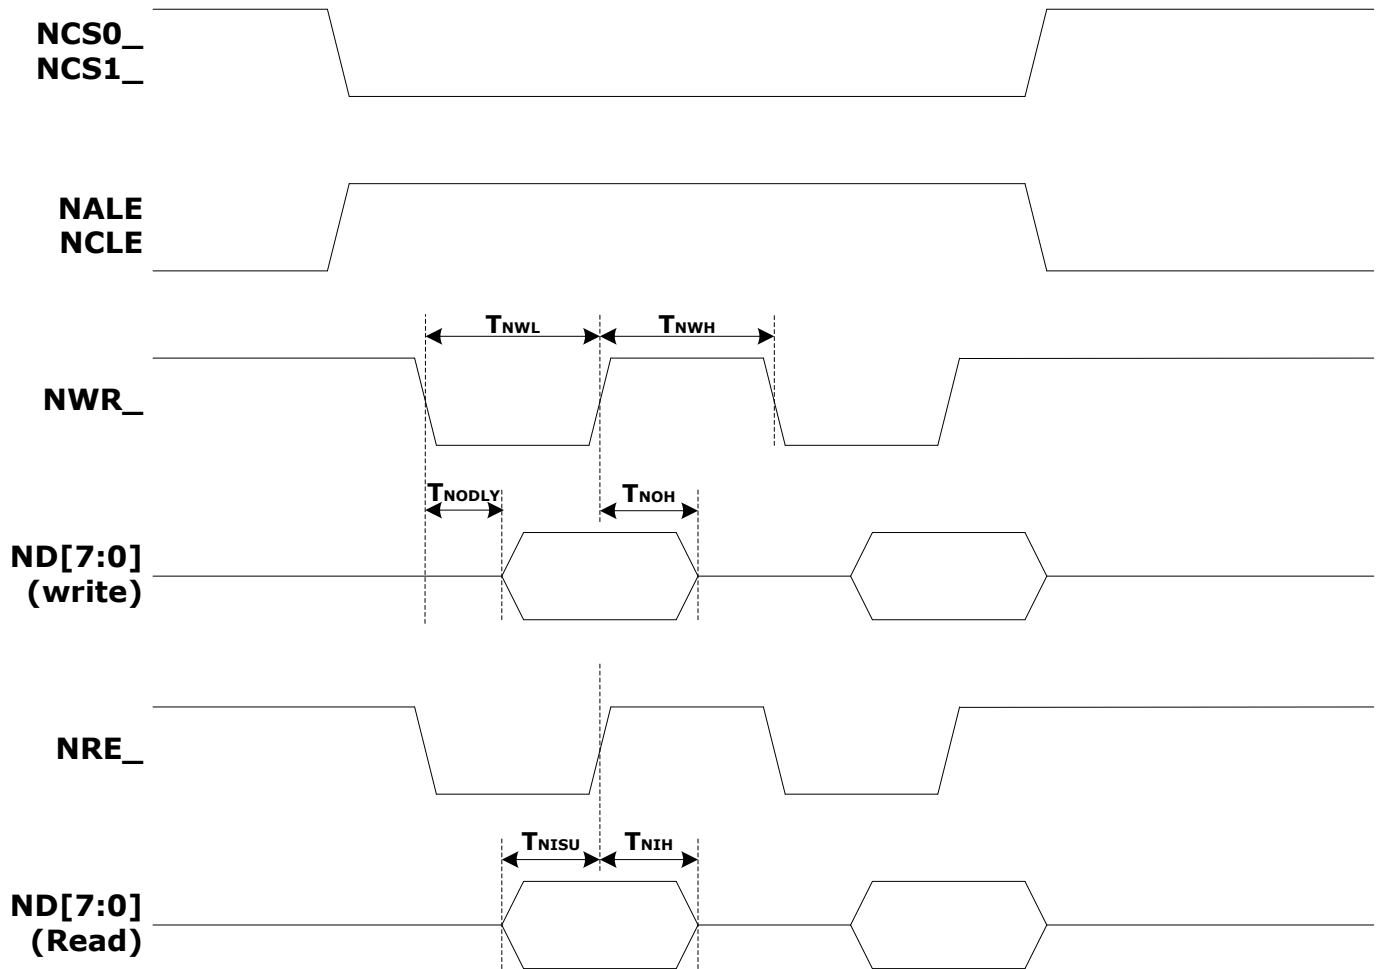 NCS0_
NCS1_
NALE
NCLE
TNWL TNWH
NWR_
TNODLY TNOH
ND[7:0]
(write)
NRE_
TNISU TNIH
ND[7:0]
(Read)